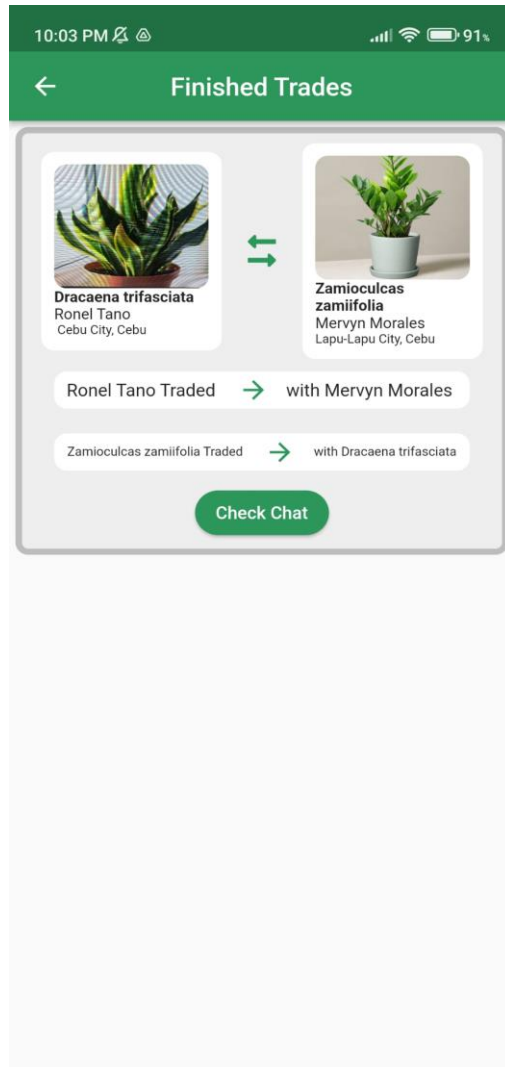 10:03 PM 91%
Finished Trades
Dracaena trifasciata
Ronel Tano
Cebu City, Cebu
Zamioculcas
zamiifolia
Mervyn Morales
Lapu-Lapu City, Cebu
Ronel Tano Traded → with Mervyn Morales
Zamioculcas zamiifolia Traded → with Dracaena trifasciata
Check Chat